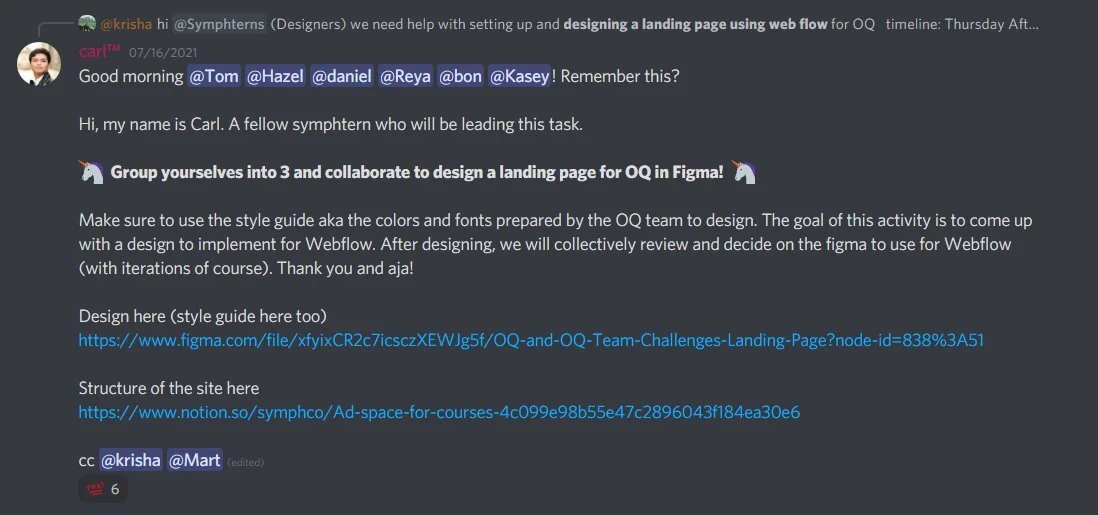 @krisha hi @Symphterns (Designers) we need help with setting up and designing a landing page using web flow for OQ timeline: Thursday Aft...
carl™ 07/16/2021
Good morning @Tom @Hazel @daniel @Reya @bon @Kasey! Remember this?
Hi, my name is Carl. A fellow symphtern who will be leading this task.
🦄 Group yourselves into 3 and collaborate to design a landing page for OQ in Figma! 🦄
Make sure to use the style guide aka the colors and fonts prepared by the OQ team to design. The goal of this activity is to come up
with a design to implement for Webflow. After designing, we will collectively review and decide on the figma to use for Webflow
(with iterations of course). Thank you and aja!
Design here (style guide here too)
https://www.figma.com/file/xfyixCR2c7icsczXEWJg5f/OQ-and-OQ-Team-Challenges-Landing-Page?node-id=838%3A51
Structure of the site here
https://www.notion.so/symphco/Ad-space-for-courses-4c099e98b55e47c2896043f184ea30e6
cc @krisha @Mart (edited)
6